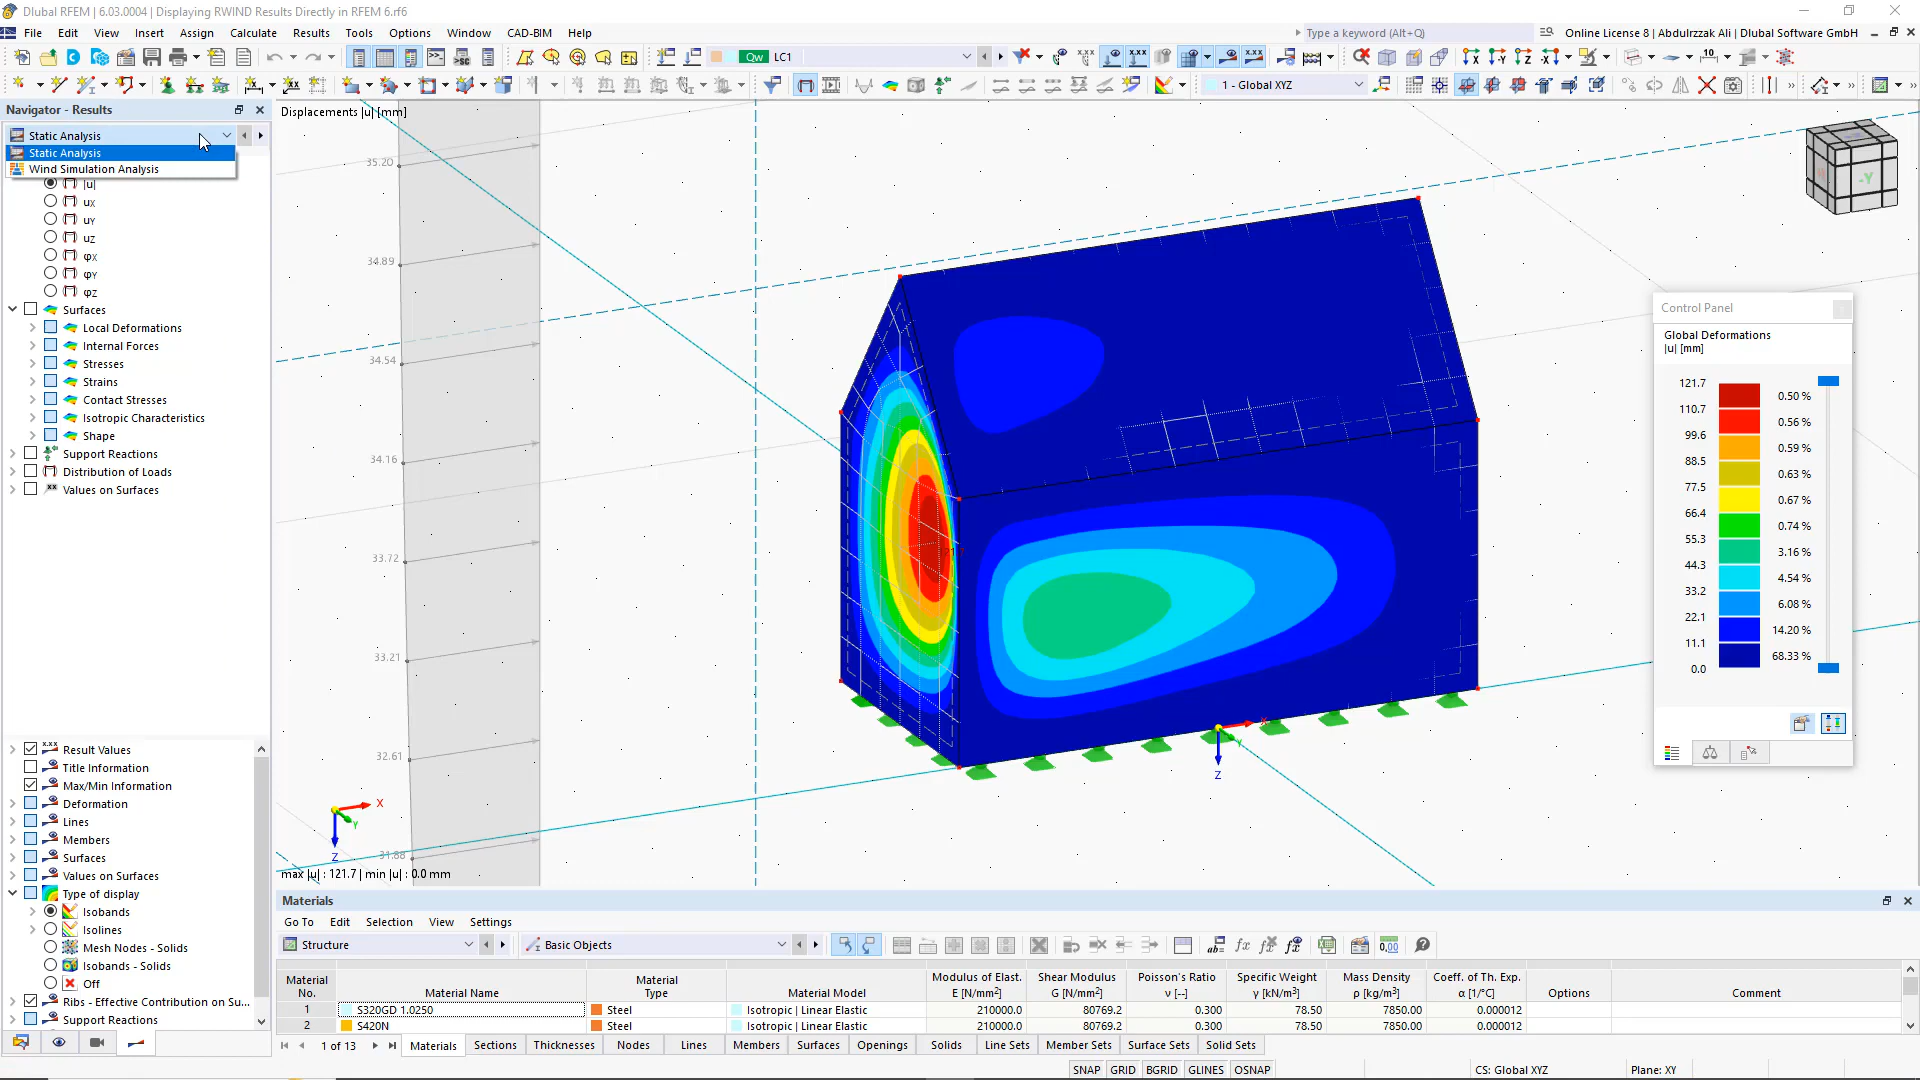 Dlubal RFEM | 6.03.0004 | Displaying RWIND Results Directly in RFEM 6.rf6
File Edit View Insert Assign Calculate Results Tools Options Window CAD-BIM Help
Type a keyword (Alt+Q)
Online License 8 | Abdulrzzak Ali | Dlubal Software GmbH
Qw LC1
1 - Global XYZ
Navigator - Results
Static Analysis
Static Analysis
Wind Simulation Analysis
|u|
uX
uY
uZ
φX
φY
φZ
Surfaces
Local Deformations
Internal Forces
Stresses
Strains
Contact Stresses
Isotropic Characteristics
Shape
Support Reactions
Distribution of Loads
Values on Surfaces
Result Values
Title Information
Max/Min Information
Deformation
Lines
Members
Surfaces
Values on Surfaces
Type of display
Isobands
Isolines
Mesh Nodes - Solids
Isobands - Solids
Off
Ribs - Effective Contribution on Su...
Support Reactions
Displacements |u| [mm]
35.20
34.89
34.54
34.16
33.72
33.21
32.61
31.88
X
Y
Z
X
Y
Z
-Y
max |u| : 121.7 | min |u| : 0.0 mm
Control Panel
Global Deformations
|u| [mm]
121.7
0.50 %
110.7
0.56 %
99.6
0.59 %
88.5
0.63 %
77.5
0.67 %
66.4
0.74 %
55.3
3.16 %
44.3
4.54 %
33.2
6.08 %
22.1
14.20 %
11.1
68.33 %
0.0
Materials
Go To Edit Selection View Settings
Structure
Basic Objects
Material No. Material Name Material Type Material Model Modulus of Elast. E [N/mm²] Shear Modulus G [N/mm²] Poisson's Ratio ν [--] Specific Weight γ [kN/m³] Mass Density ρ [kg/m³] Coeff. of Th. Exp. α [1/°C] Options Comment
1 S320GD 1.0250 Steel Isotropic | Linear Elastic 210000.0 80769.2 0.300 78.50 7850.00 0.000012
2 S420N Steel Isotropic | Linear Elastic 210000.0 80769.2 0.300 78.50 7850.00 0.000012
1 of 13 Materials Sections Thicknesses Nodes Lines Members Surfaces Openings Solids Line Sets Member Sets Surface Sets Solid Sets
SNAP GRID BGRID GLINES OSNAP
CS: Global XYZ
Plane: XY